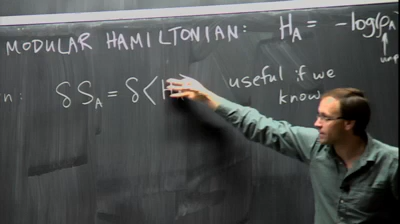 MODULAR HAMILTONIAN: H_A = -log(ρ_A
δS_A = δ<H useful if we
know